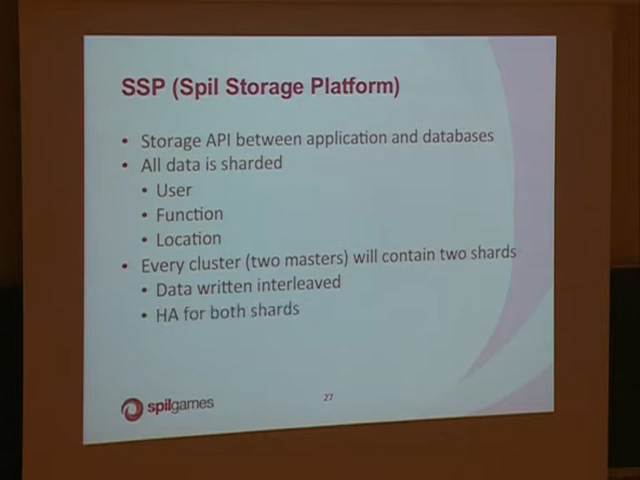 SSP (Spil Storage Platform)
• Storage API between application and databases
• All data is sharded
• User
• Function
• Location
• Every cluster (two masters) will contain two shards
• Data written interleaved
• HA for both shards
spilgames
27